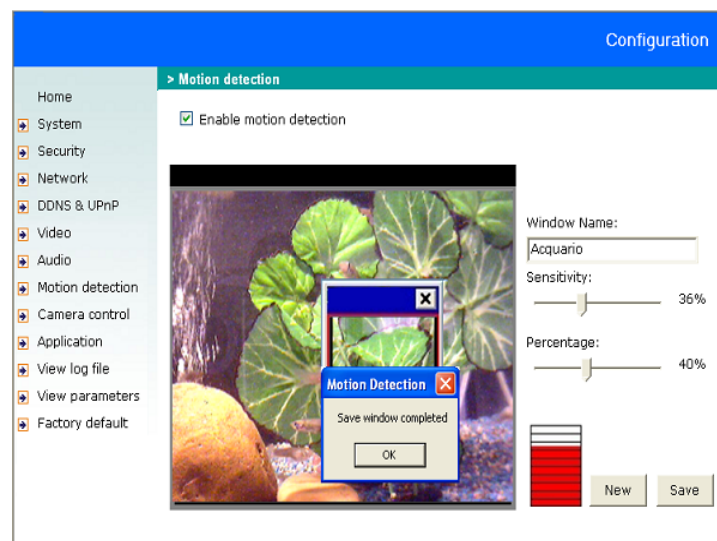 Configuration
> Motion detection
Home
System
Security
Network
DDNS & UPnP
Video
Audio
Motion detection
Camera control
Application
View log file
View parameters
Factory default
Enable motion detection
Motion Detection
Save window completed
OK
Window Name:
Acquario
Sensitivity:
36%
Percentage:
40%
New
Save